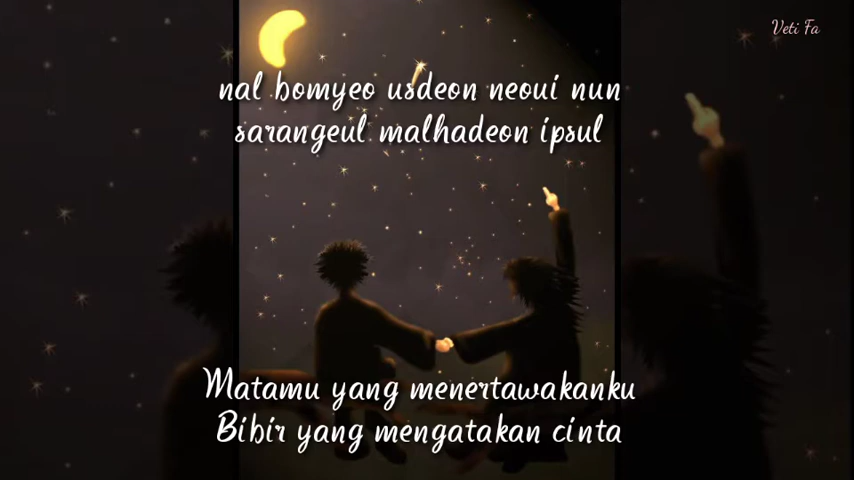 Veti Fa
nal bomyeo usdeon neoui nun
sarangeul malhadeon ipsul
Matamu yang menertawakanku
Bibir yang mengatakan cinta